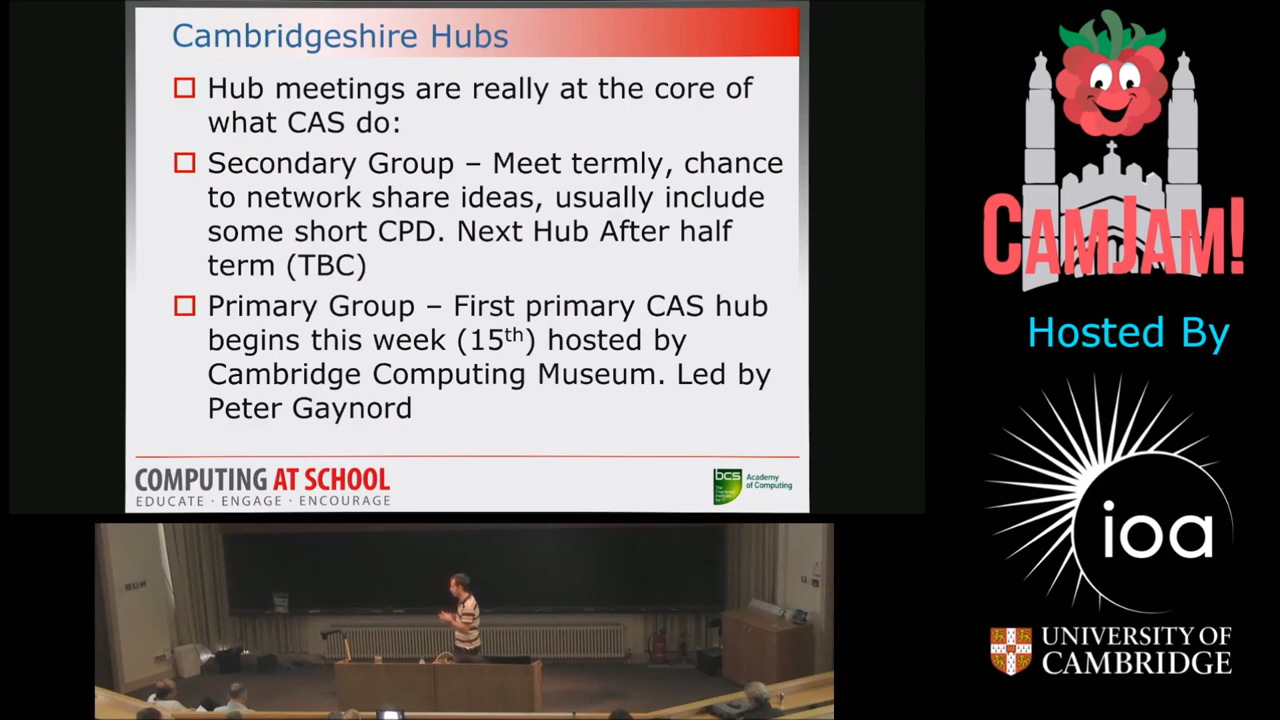 Cambridgeshire Hubs
Hub meetings are really at the core of
what CAS do:
Secondary Group – Meet termly, chance
to network share ideas, usually include
some short CPD. Next Hub After half
term (TBC)
Primary Group – First primary CAS hub
begins this week (15th) hosted by
Cambridge Computing Museum. Led by
Peter Gaynord
COMPUTING AT SCHOOL
EDUCATE · ENGAGE · ENCOURAGE
bcs
Academy
of Computing
CAMJAM!
Hosted By
ioa
UNIVERSITY OF
CAMBRIDGE